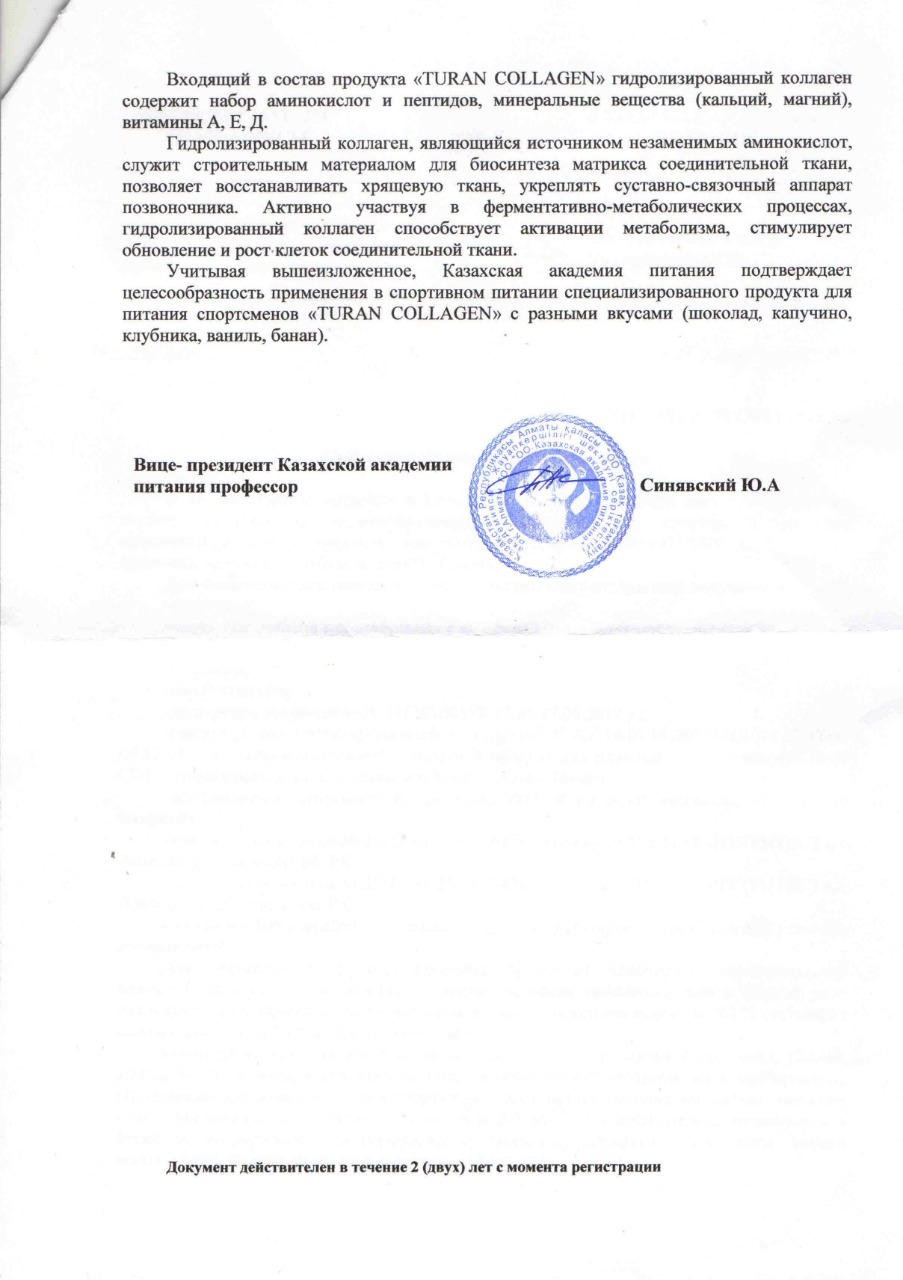 Входящий в состав продукта «TURAN COLLAGEN» гидролизированный коллаген
содержит набор аминокислот и пептидов, минеральные вещества (кальций, магний),
витамины А, Е, Д.
Гидролизированный коллаген, являющийся источником незаменимых аминокислот,
служит строительным материалом для биосинтеза матрикса соединительной ткани,
позволяет восстанавливать хрящевую ткань, укреплять суставно-связочный аппарат
позвоночника. Активно участвуя в ферментативно-метаболических процессах,
гидролизированный коллаген способствует активации метаболизма, стимулирует
обновление и рост клеток соединительной ткани.
Учитывая вышеизложенное, Казахская академия питания подтверждает
целесообразность применения в спортивном питании специализированного продукта для
питания спортсменов «TURAN COLLAGEN» с разными вкусами (шоколад, капучино,
клубника, ваниль, банан).
Вице- президент Казахской академии
питания профессор
Синявский Ю.А
Документ действителен в течение 2 (двух) лет с момента регистрации